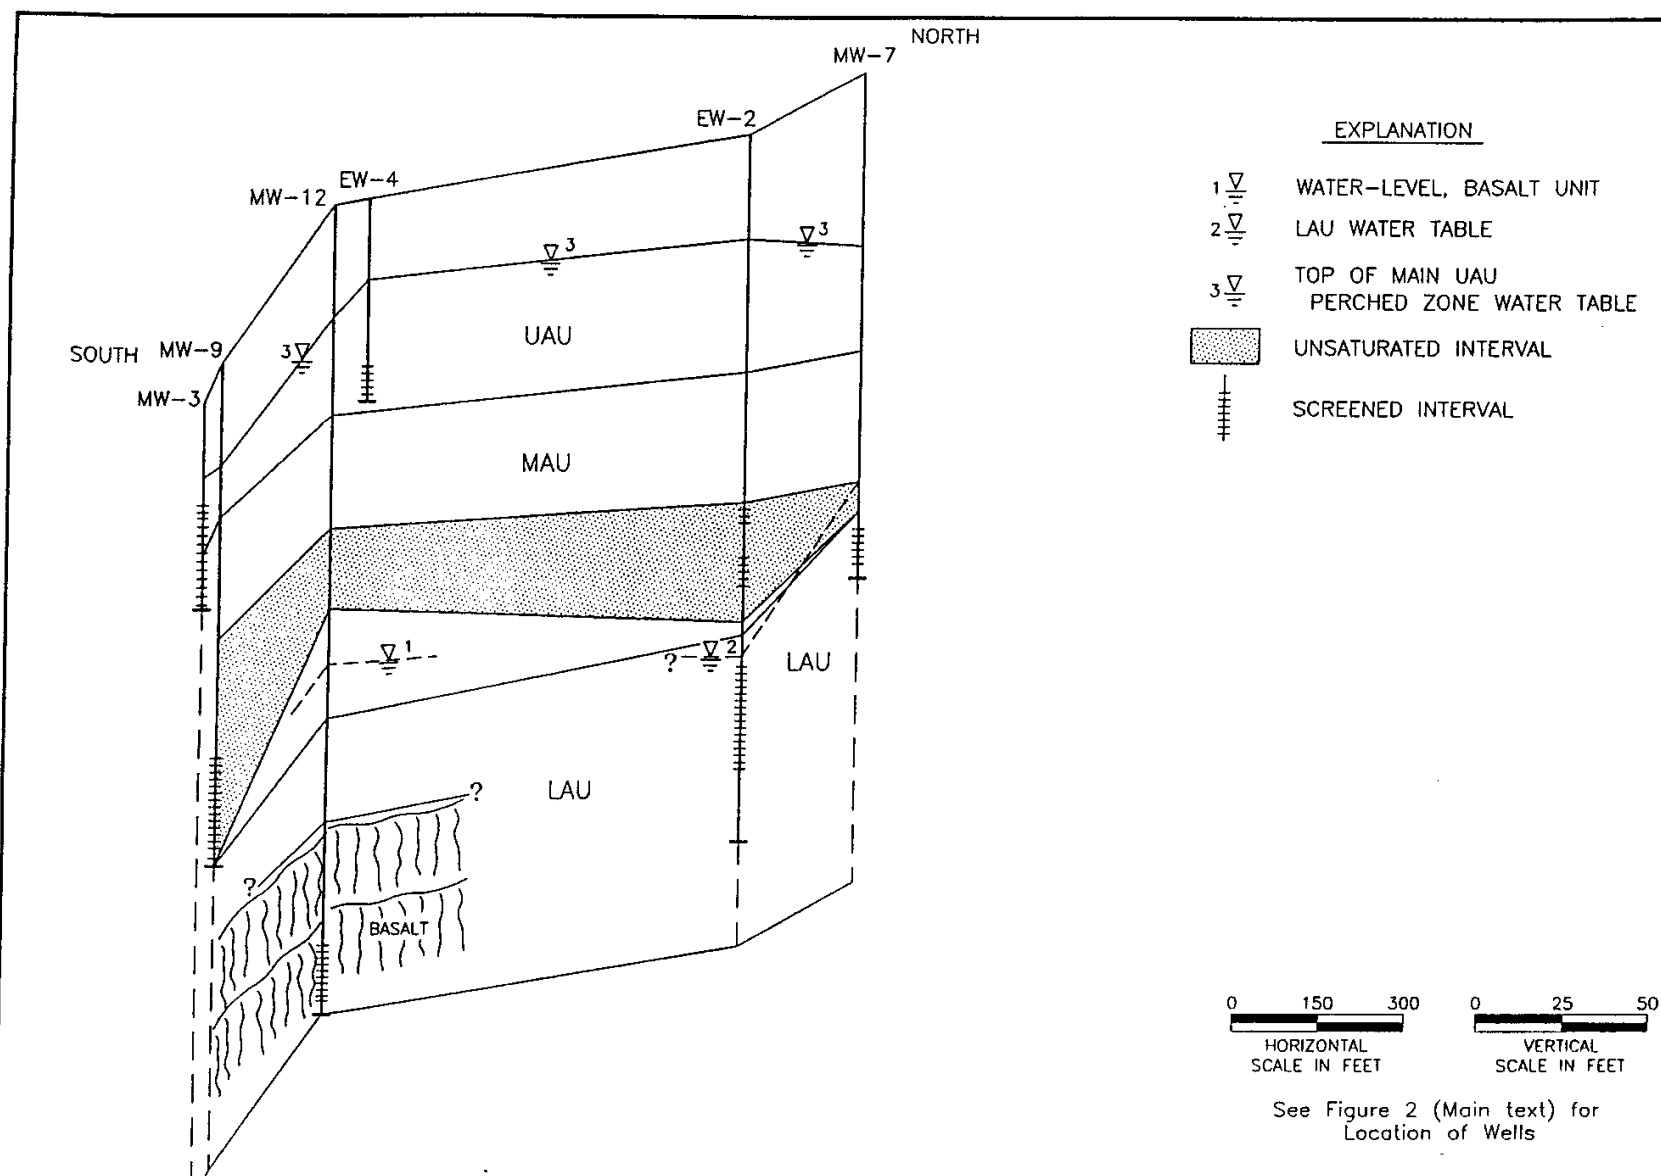 NORTH
MW-7
EW-2
EW-4
MW-12
SOUTH MW-9
MW-3
3
3
3
UAU
MAU
1
? 2
LAU
LAU
?
?
BASALT
EXPLANATION
1 WATER-LEVEL, BASALT UNIT
2 LAU WATER TABLE
3 TOP OF MAIN UAU
PERCHED ZONE WATER TABLE
UNSATURATED INTERVAL
SCREENED INTERVAL
0 150 300
HORIZONTAL
SCALE IN FEET
0 25 50
VERTICAL
SCALE IN FEET
See Figure 2 (Main text) for
Location of Wells